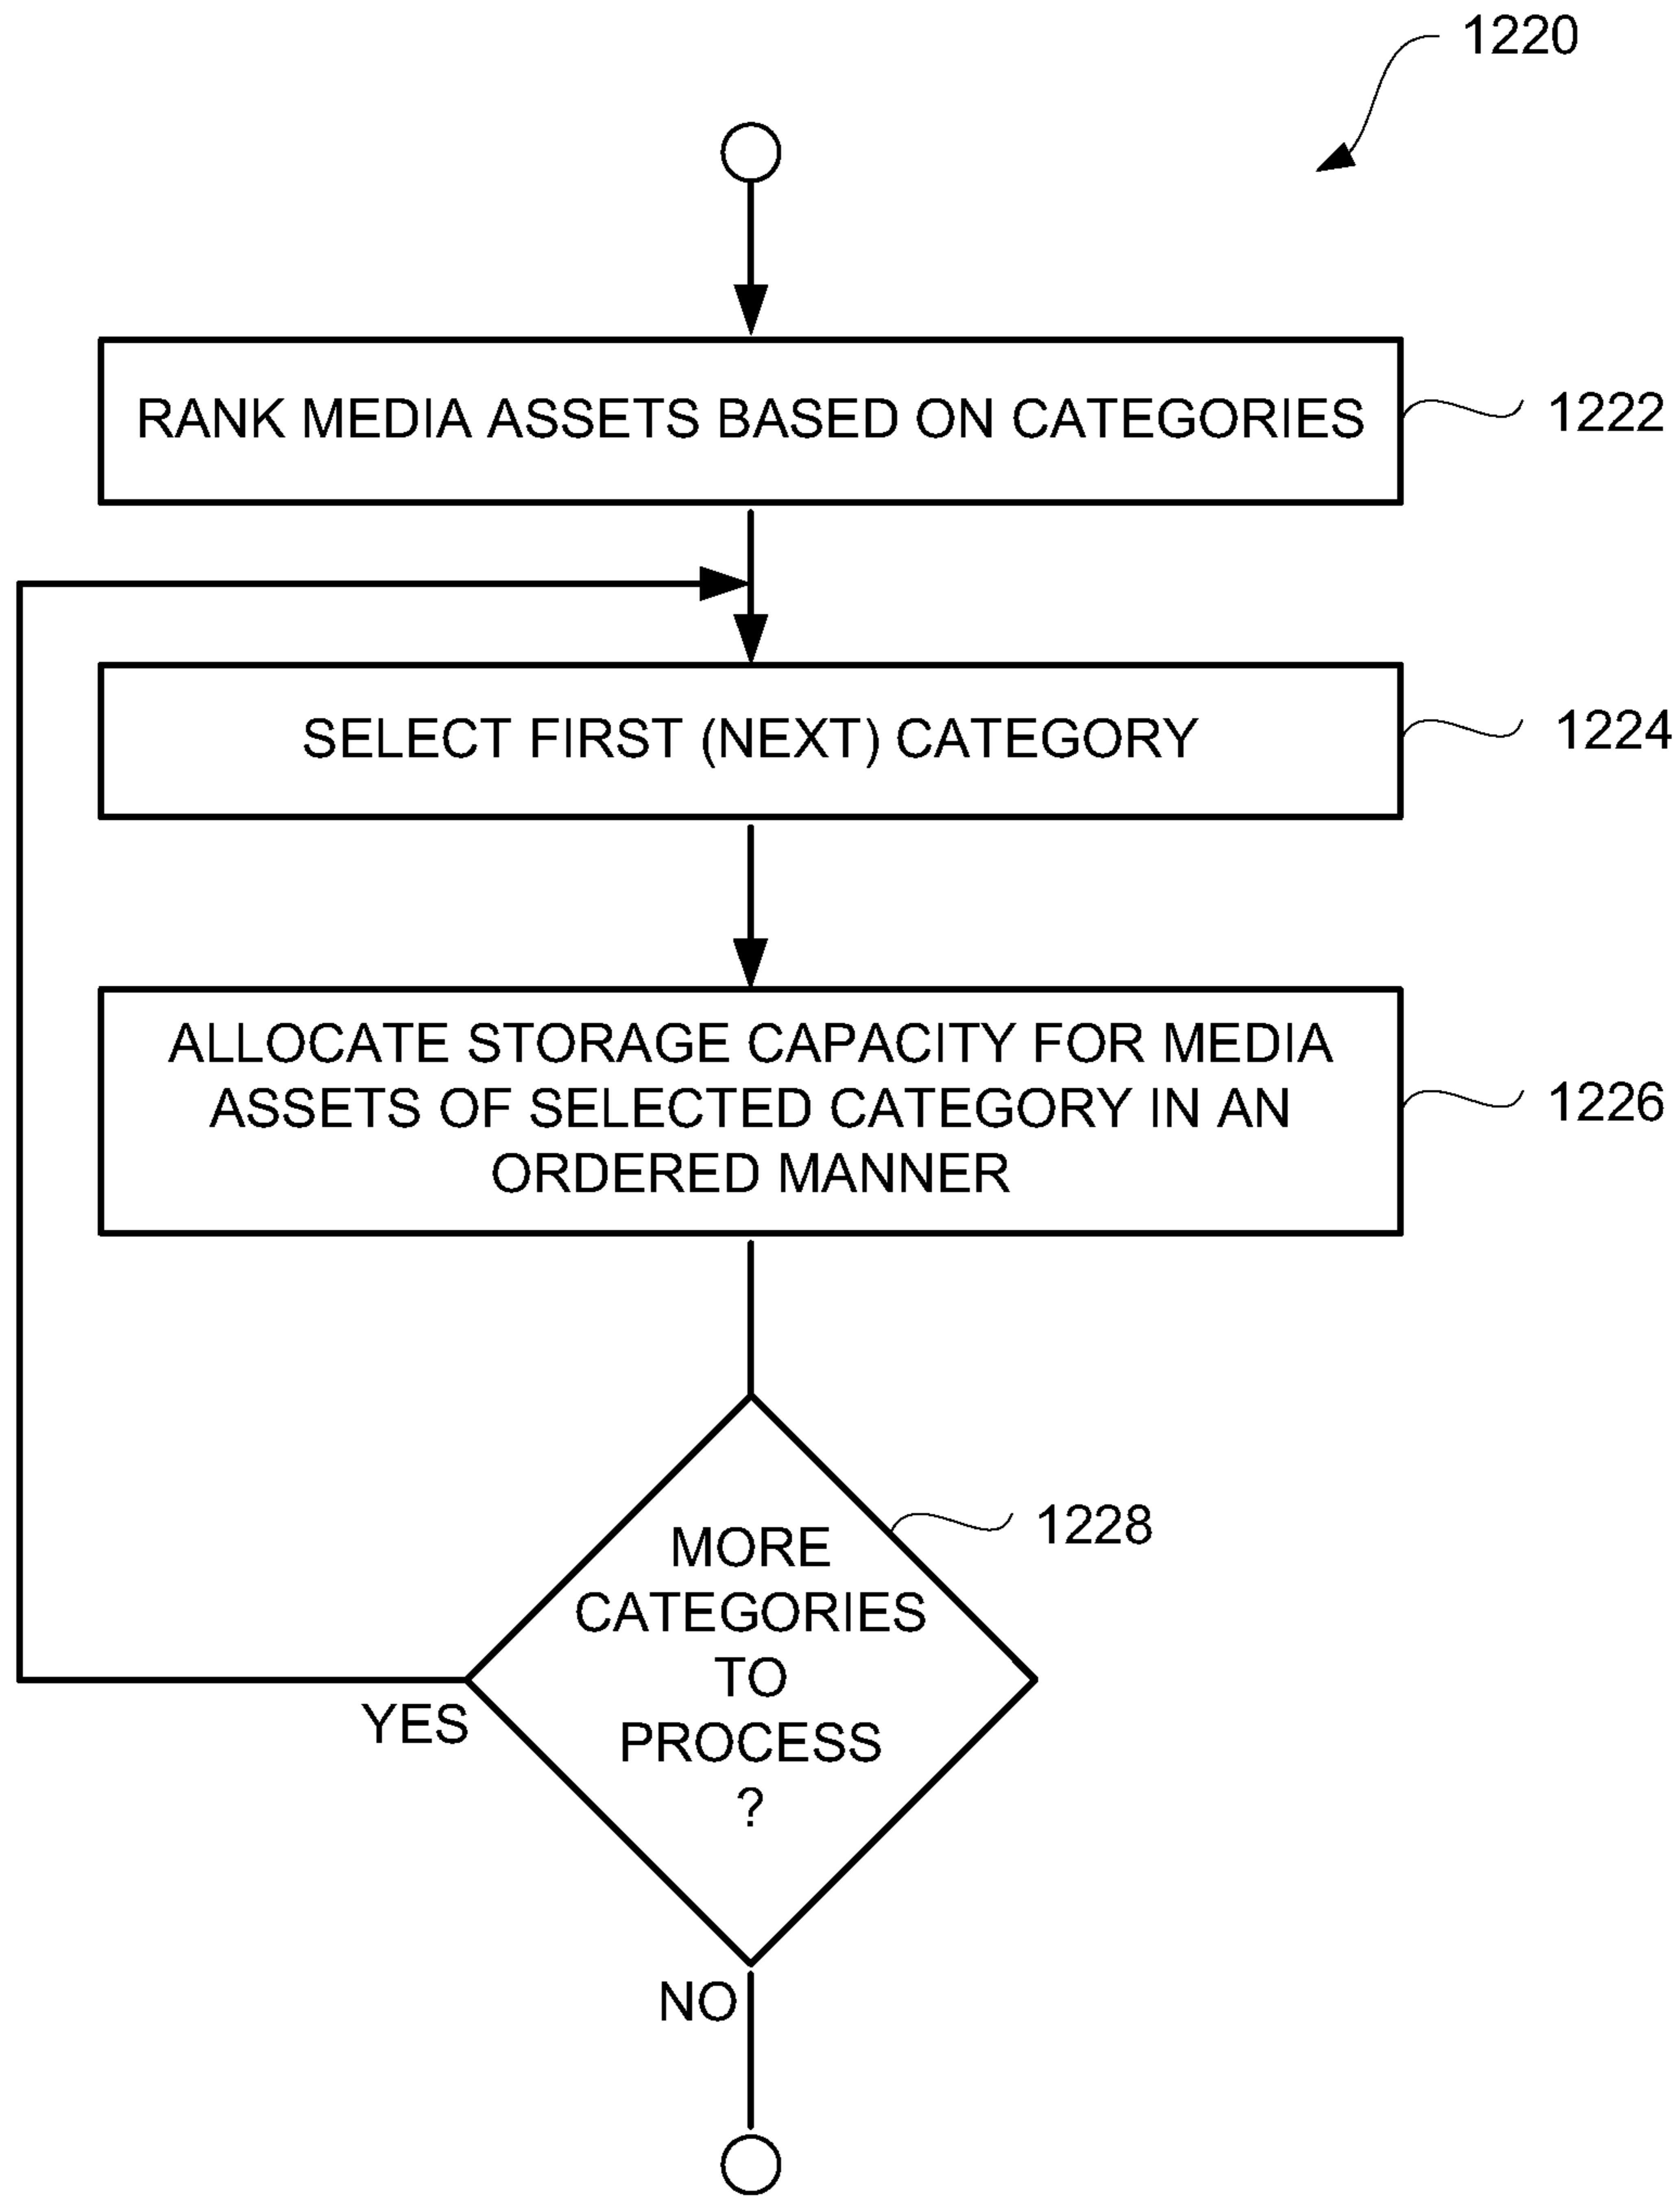 1220
RANK MEDIA ASSETS BASED ON CATEGORIES
1222
SELECT FIRST (NEXT) CATEGORY
1224
ALLOCATE STORAGE CAPACITY FOR MEDIA
ASSETS OF SELECTED CATEGORY IN AN
ORDERED MANNER
1226
MORE
CATEGORIES
TO
PROCESS
?
1228
YES
NO